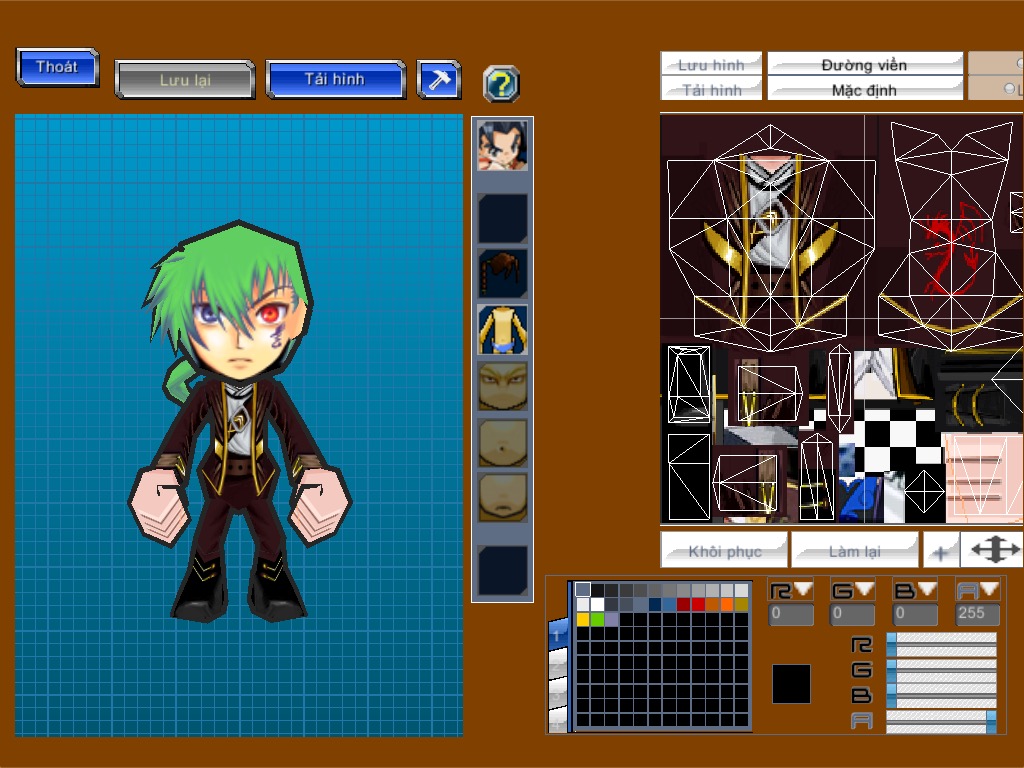 Thoát
Lưu lại
Tải hình
?
Lưu hình
Đường viền
Tải hình
Mặc định
Khôi phục
Làm lại
+
1
R G B A
0 0 0 255
R
G
B
A